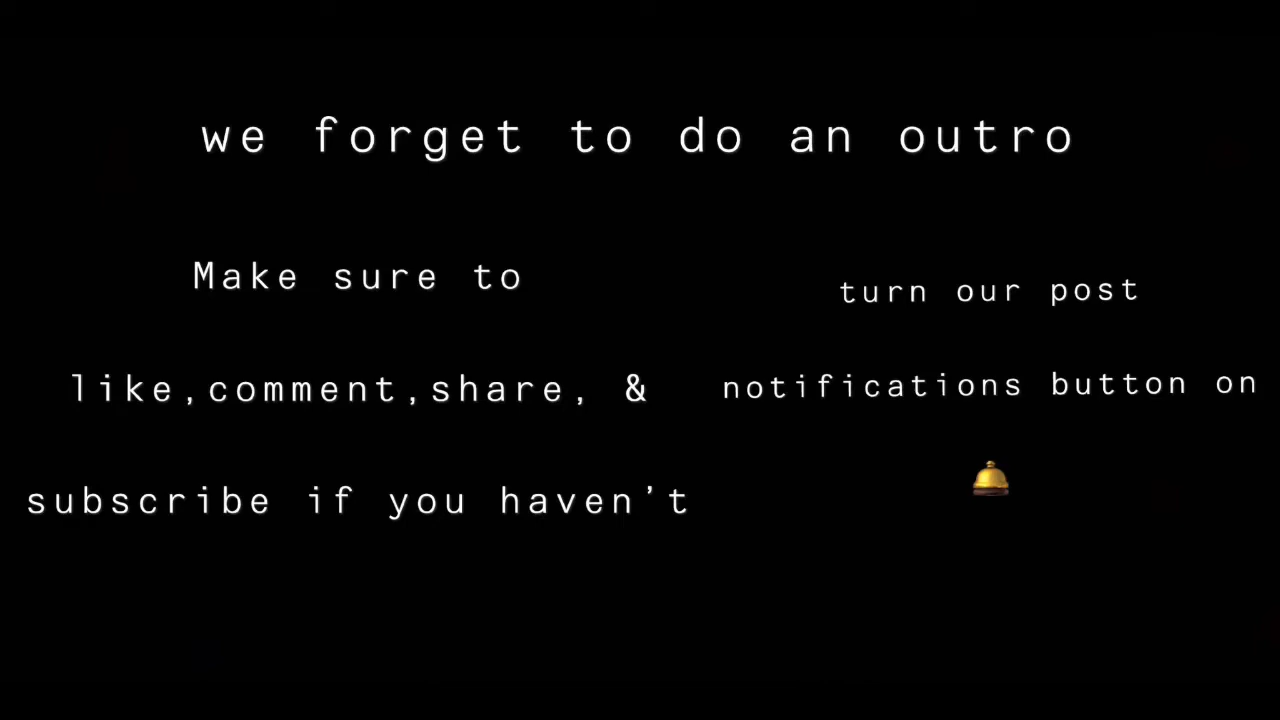 we forget to do an outro
Make sure to
like,comment,share, &
subscribe if you haven’t
turn our post
notifications button on
🛎